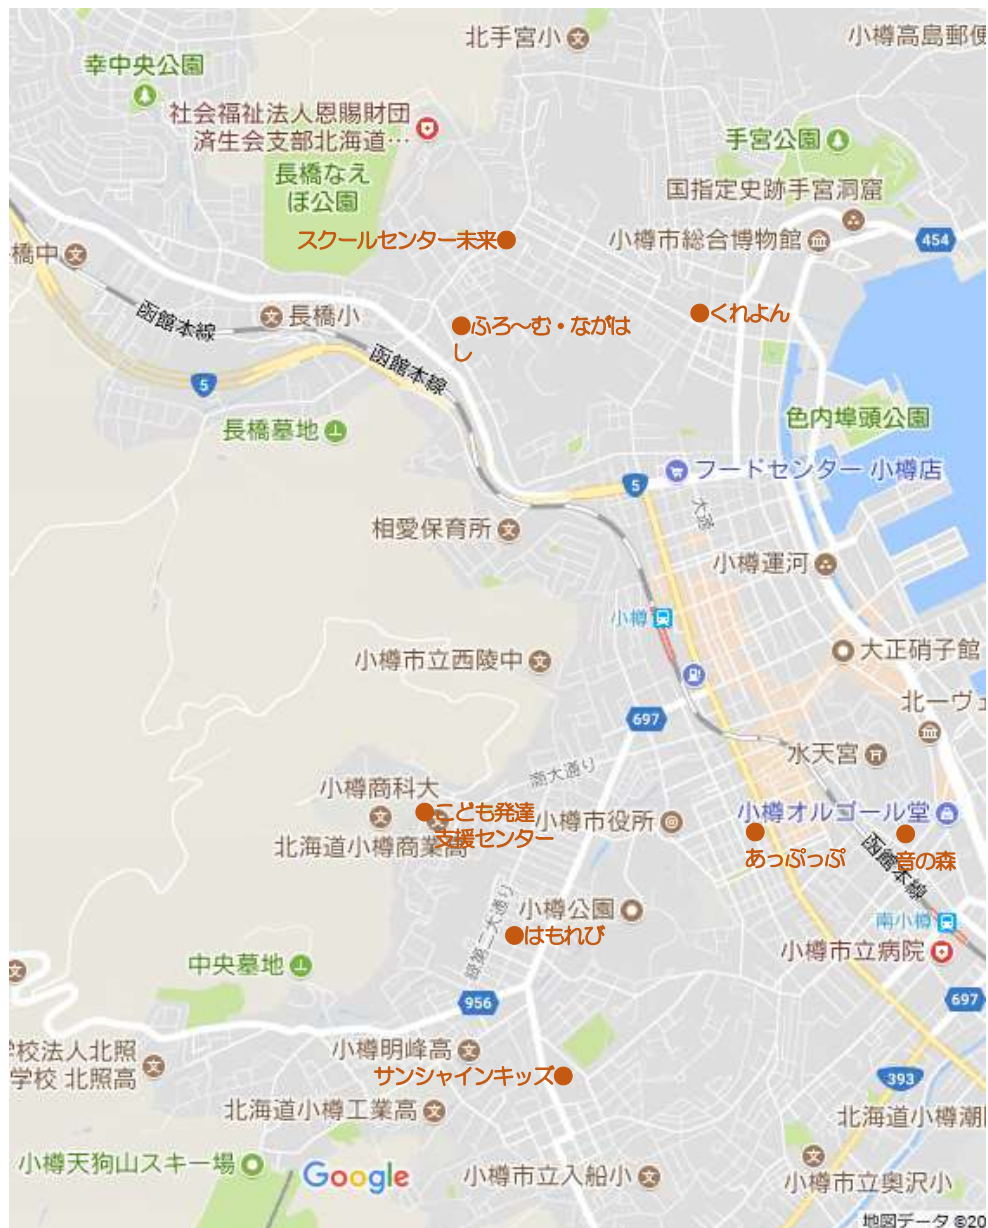 北手宮小
小樽高島郵便
幸中央公園
社会福祉法人恩賜財団
済生会支部北海道…
手宮公園
長橋なえ
ぼ公園
国指定史跡手宮洞窟
スクールセンター未来
小樽市総合博物館
454
橋中
函館本線
長橋小
●くれよん
●ふろ～む・ながは
し
函館本線
5
色内埠頭公園
長橋墓地
フードセンター 小樽店
5
相愛保育所
小樽運河
小樽
小樽市立西陵中
大正硝子館
北一ヴェ
697
水天宮
商大通り
小樽商科大
●こども発達
支援センター
小樽市役所
小樽オルゴール堂
北海道小樽商業高
あっぷっぷ
函館本線
音の森
小樽公園
南小樽
●はもれび
小樽市立病院
中央墓地
956
697
学校法人北照
学校 北照高
小樽明峰高
サンシャインキッズ●
393
北海道小樽工業高
北海道小樽潮
小樽天狗山スキー場
Google
小樽市立入船小
小樽市立奥沢小
地図データ ©20